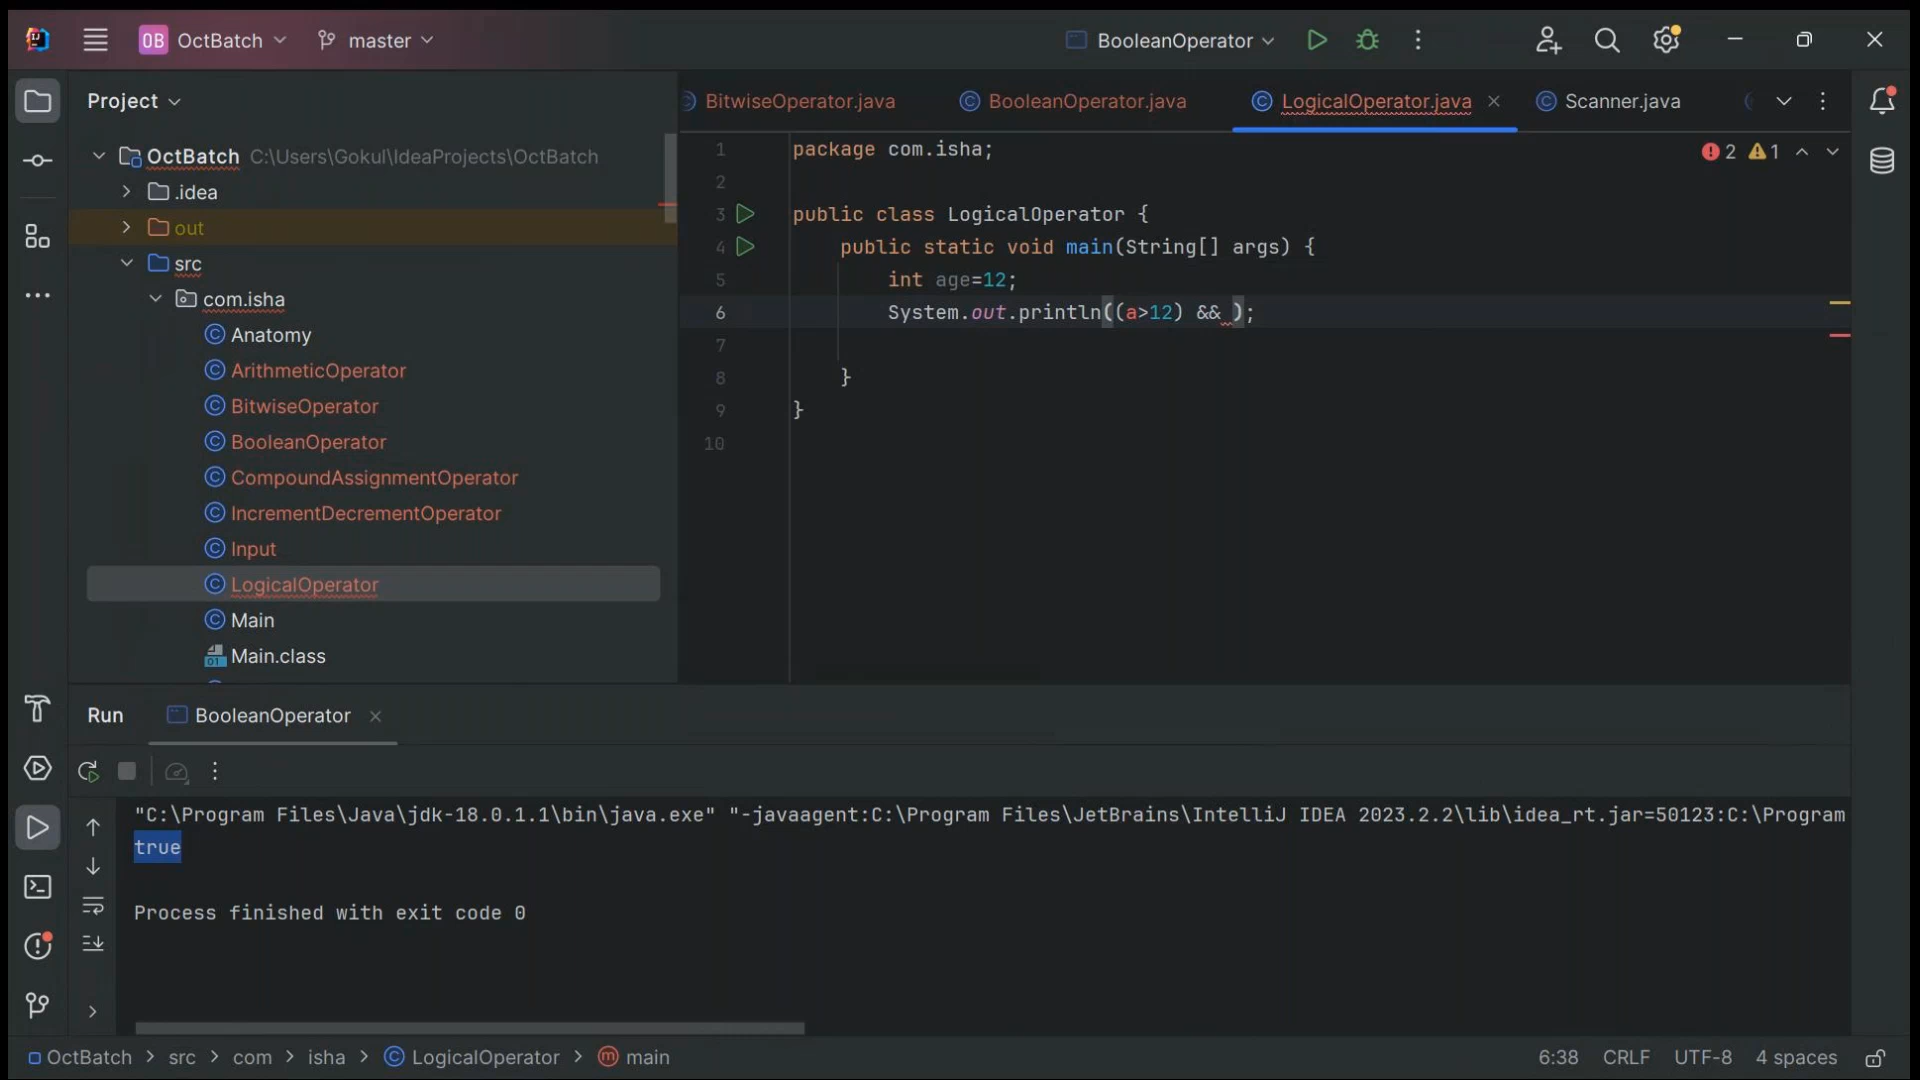 OB OctBatch master BooleanOperator
Project BitwiseOperator.java BooleanOperator.java LogicalOperator.java Scanner.java
OctBatch C:\Users\Gokul\IdeaProjects\OctBatch
.idea
out
src
com.isha
Anatomy
ArithmeticOperator
BitwiseOperator
BooleanOperator
CompoundAssignmentOperator
IncrementDecrementOperator
Input
LogicalOperator
Main
Main.class
1 package com.isha; 2 1
2
3 public class LogicalOperator {
4 public static void main(String[] args) {
5 int age=12;
6 System.out.println((a>12) && );
7
8 }
9 }
10
Run BooleanOperator
"C:\Program Files\Java\jdk-18.0.1.1\bin\java.exe" "-javaagent:C:\Program Files\JetBrains\IntelliJ IDEA 2023.2.2\lib\idea_rt.jar=50123:C:\Program
true
Process finished with exit code 0
OctBatch > src > com > isha > LogicalOperator > main 6:38 CRLF UTF-8 4 spaces